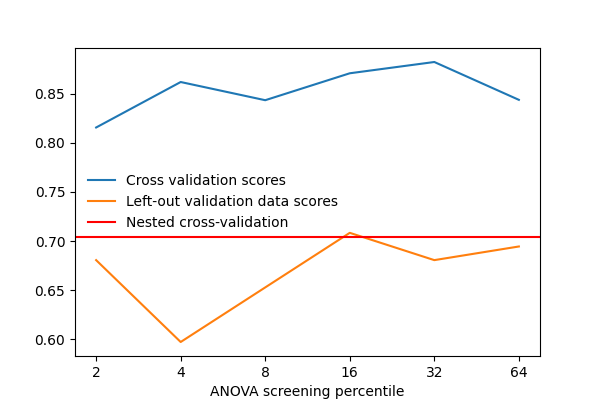 0.85
0.80
0.75
0.70
0.65
0.60
Cross validation scores
Left-out validation data scores
Nested cross-validation
2 4 8 16 32 64
ANOVA screening percentile